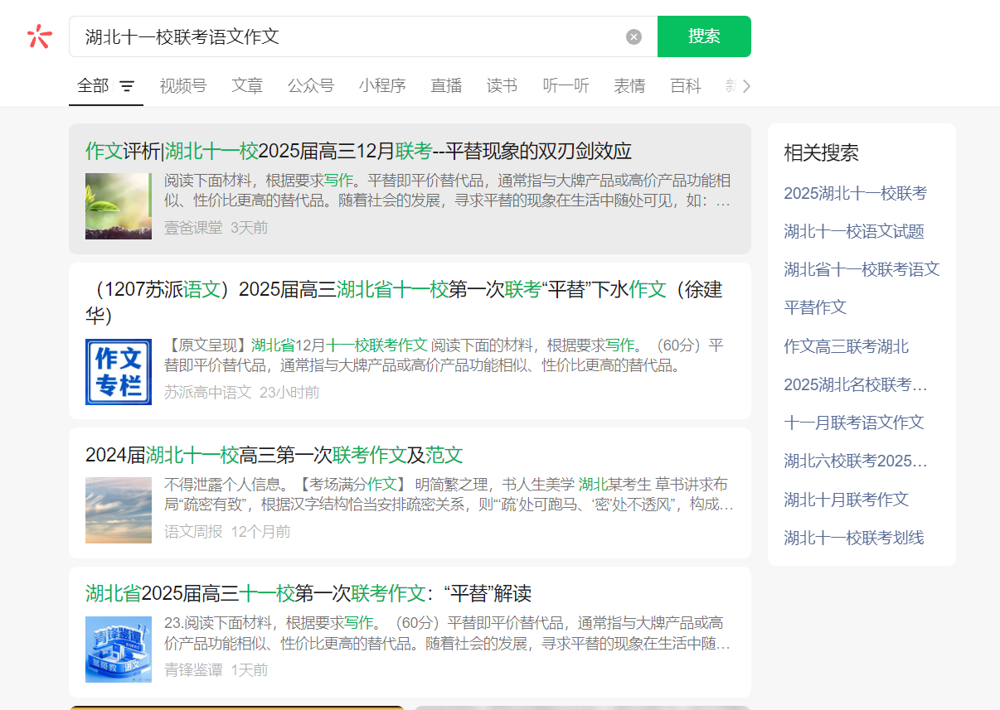 湖北十一校联考语文作文
搜索
全部 视频号 文章 公众号 小程序 直播 读书 听一听 表情 百科
作文评析|湖北十一校2025届高三12月联考--平替现象的双刃剑效应
阅读下面材料，根据要求写作。平替即平价替代品，通常指与大牌产品或高价产品功能相
似、性价比更高的替代品。随着社会的发展，寻求平替的现象在生活中随处可见，如：…
壹爸课堂 3天前
（1207苏派语文）2025届高三湖北省十一校第一次联考“平替”下水作文（徐建
华）
作文
专栏
【原文呈现】湖北省12月十一校联考作文 阅读下面的材料，根据要求写作。（60分）平
替即平价替代品，通常指与大牌产品或高价产品功能相似、性价比更高的替代品。
苏派高中语文 23小时前
2024届湖北十一校高三第一次联考作文及范文
不得泄露个人信息。【考场满分作文】 明简繁之理，书人生美学 湖北某考生 草书讲求布
局“疏密有致”，根据汉字结构恰当安排疏密关系，则“‘疏’处可跑马、‘密’处不透风”，构成…
语文周报 12个月前
湖北省2025届高三十一校第一次联考作文：“平替”解读
青锋鉴谭
语文
23.阅读下面材料，根据要求写作。（60分）平替即平价替代品，通常指与大牌产品或高
价产品功能相似、性价比更高的替代品。随着社会的发展，寻求平替的现象在生活中随…
青锋鉴谭 1天前
相关搜索
2025湖北十一校联考
湖北十一校语文试题
湖北省十一校联考语文
平替作文
作文高三联考湖北
2025湖北名校联考…
十一月联考语文作文
湖北六校联考2025…
湖北十月联考作文
湖北十一校联考划线